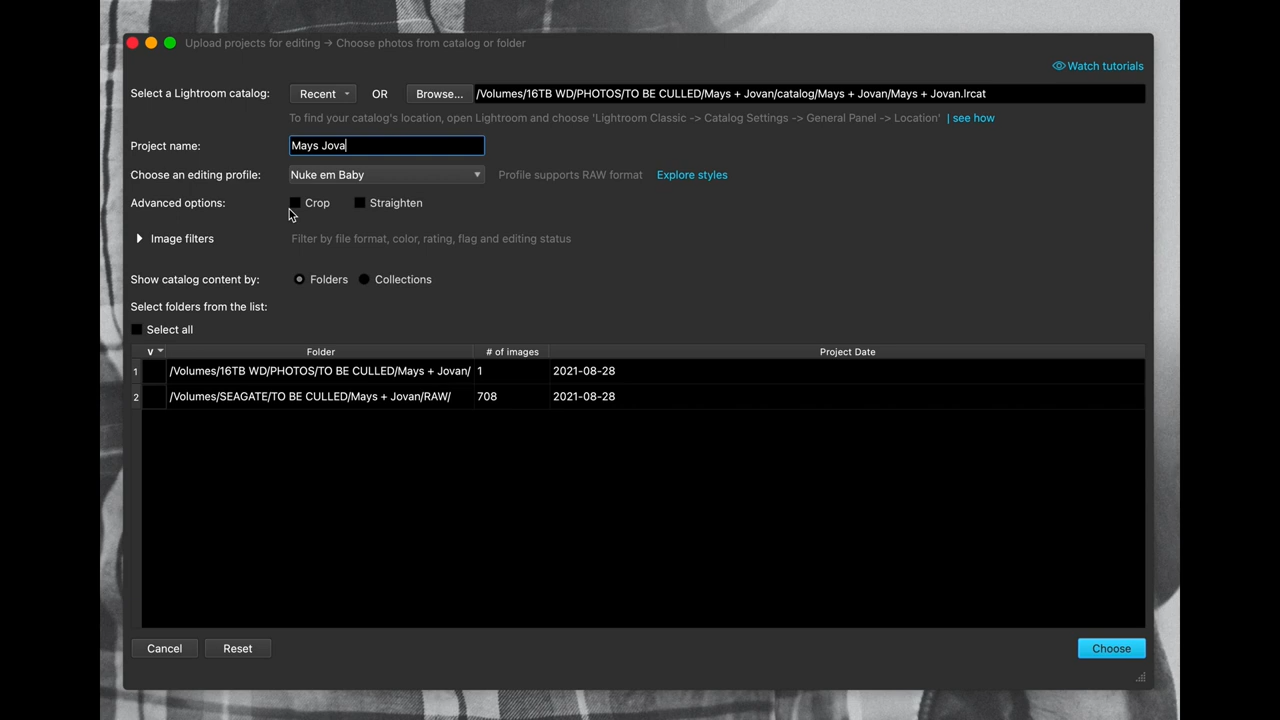 Upload projects for editing → Choose photos from catalog or folder
Watch tutorials
Select a Lightroom catalog: Recent OR Browse... /Volumes/16TB WD/PHOTOS/TO BE CULLED/Mays + Jovan/catalog/Mays + Jovan/Mays + Jovan.lrcat
To find your catalog's location, open Lightroom and choose 'Lightroom Classic -> Catalog Settings -> General Panel -> Location' | see how
Project name: Mays Jova
Choose an editing profile: Nuke em Baby Profile supports RAW format Explore styles
Advanced options: Crop Straighten
Image filters Filter by file format, color, rating, flag and editing status
Show catalog content by: Folders Collections
Select folders from the list:
Select all
v Folder # of images Project Date
1 /Volumes/16TB WD/PHOTOS/TO BE CULLED/Mays + Jovan/ 1 2021-08-28
2 /Volumes/SEAGATE/TO BE CULLED/Mays + Jovan/RAW/ 708 2021-08-28
Cancel Reset Choose